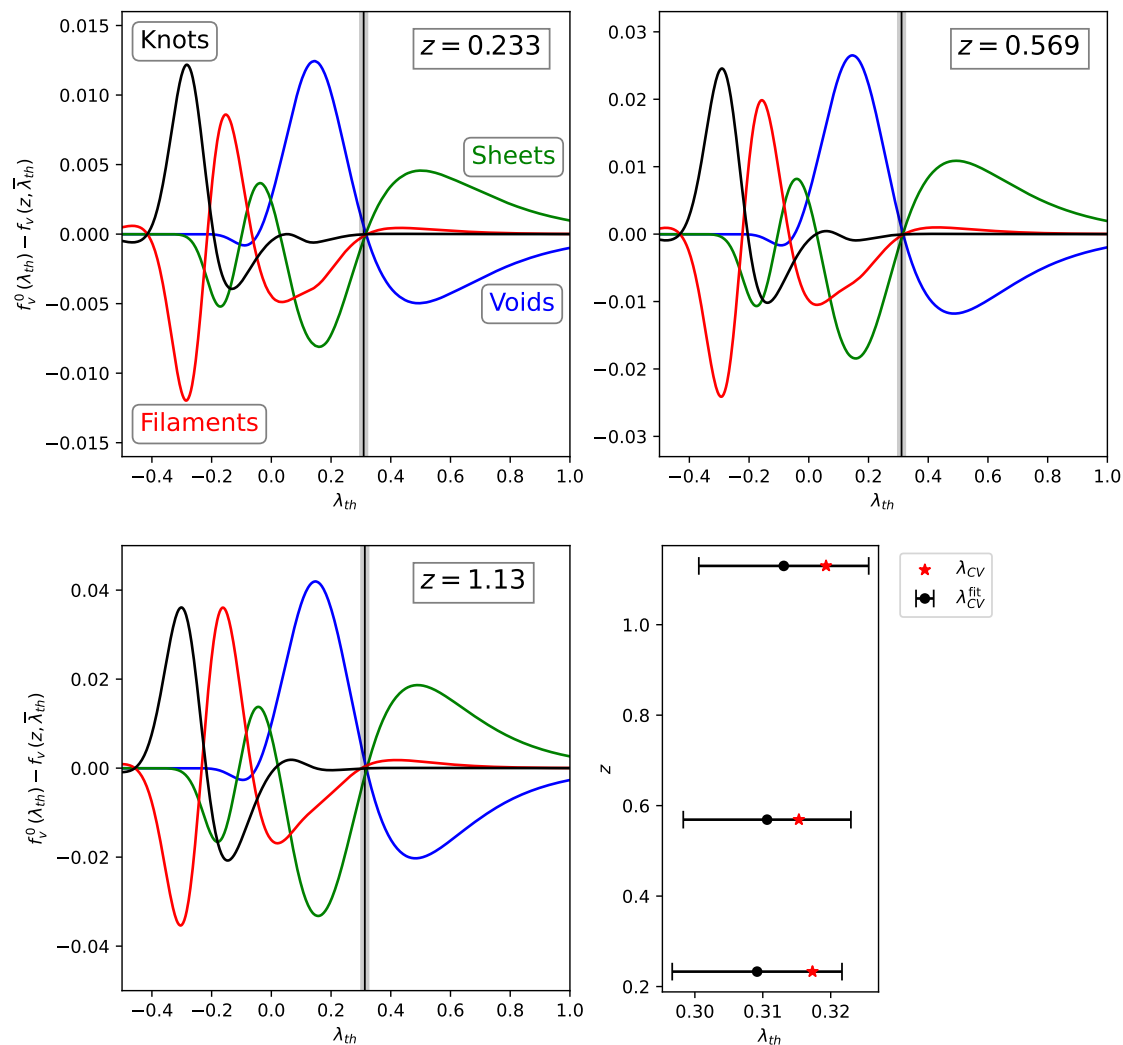 Knots
z = 0.233
Sheets
Voids
Filaments
0.015
0.010
0.005
0.000
−0.005
−0.010
−0.015
−0.4 −0.2 0.0 0.2 0.4 0.6 0.8 1.0
λ_th
f_v^0(λ_th) − f_v(z, λ̅_th)
z = 0.569
0.03
0.02
0.01
0.00
−0.01
−0.02
−0.03
−0.4 −0.2 0.0 0.2 0.4 0.6 0.8 1.0
λ_th
z = 1.13
0.04
0.02
0.00
−0.02
−0.04
−0.4 −0.2 0.0 0.2 0.4 0.6 0.8 1.0
λ_th
f_v^0(λ_th) − f_v(z, λ̅_th)
1.0
0.8
0.6
0.4
0.2
z
0.30 0.31 0.32
λ_th
λ_CV
λ_CV^fit